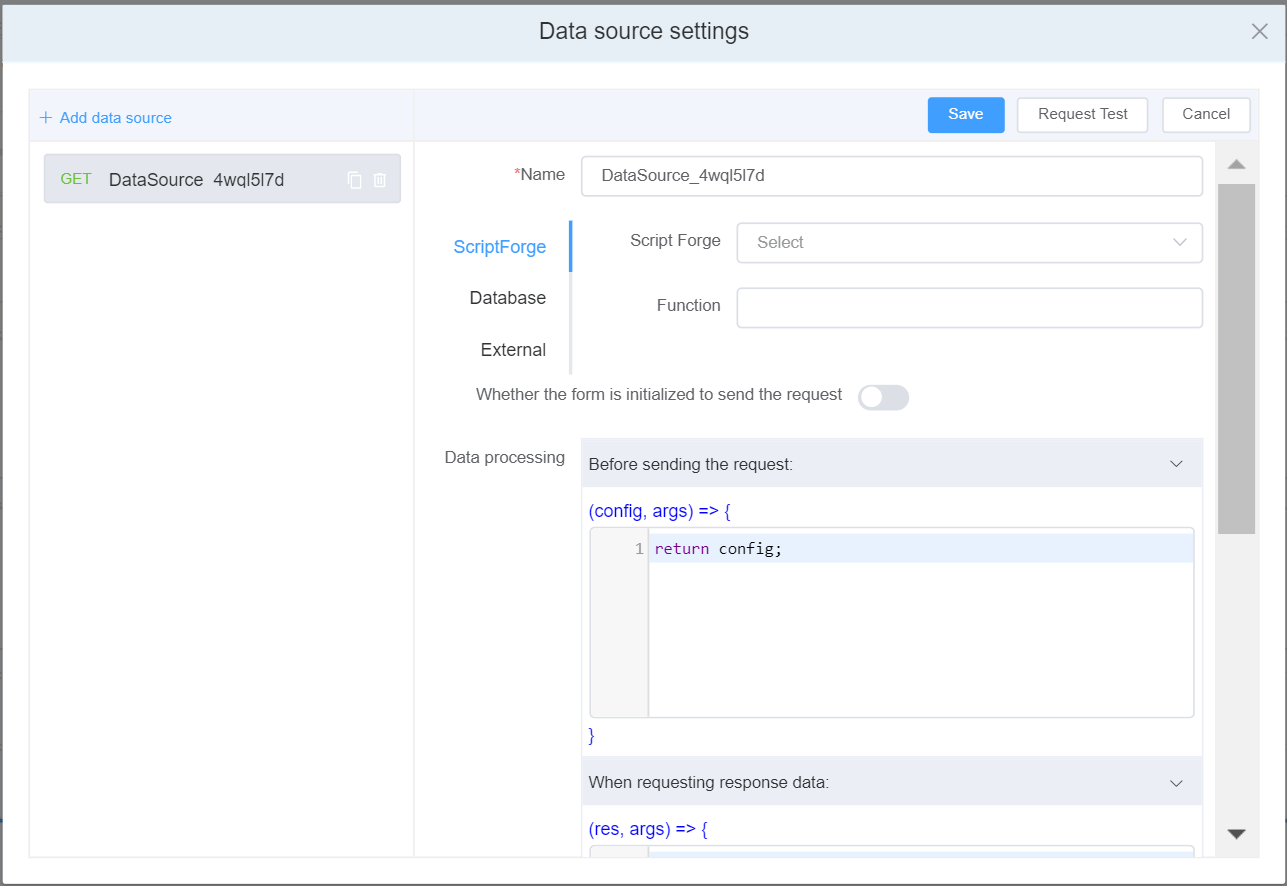 Data source settings
Add data source
Save
Request Test
Cancel
GET DataSource_4wql5l7d
*Name
DataSource_4wql5l7d
ScriptForge
Database
External
Script Forge
Select
Function
Whether the form is initialized to send the request
Data processing
Before sending the request:
(config, args) => {
1 return config;
}
When requesting response data:
(res, args) => {